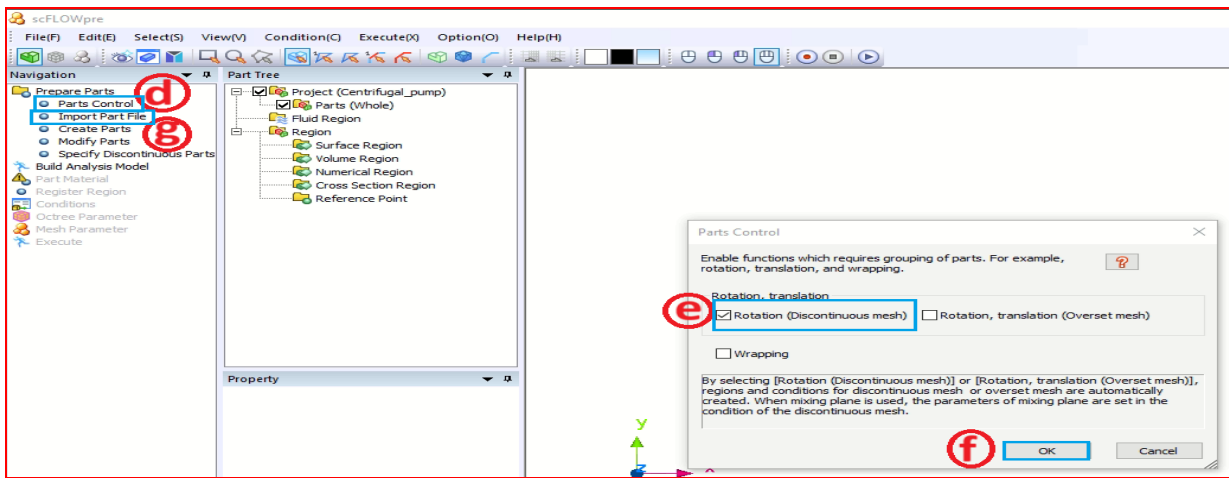 scFLOWpre
File(F) Edit(E) Select(S) View(V) Condition(C) Execute(X) Option(O) Help(H)
Navigation
Prepare Parts
Parts Control
Import Part File
Create Parts
Modify Parts
Specify Discontinuous Parts
Build Analysis Model
Part Material
Register Region
Conditions
Octree Parameter
Mesh Parameter
Execute
d
g
Part Tree
Project (Centrifugal_pump)
Parts (Whole)
Fluid Region
Region
Surface Region
Volume Region
Numerical Region
Cross Section Region
Reference Point
Property
y
z
Parts Control
Enable functions which requires grouping of parts. For example,
rotation, translation, and wrapping.
?
Rotation, translation
e
Rotation (Discontinuous mesh) Rotation, translation (Overset mesh)
Wrapping
By selecting [Rotation (Discontinuous mesh)] or [Rotation, translation (Overset mesh)],
regions and conditions for discontinuous mesh or overset mesh are automatically
created. When mixing plane is used, the parameters of mixing plane are set in the
condition of the discontinuous mesh.
f
OK Cancel